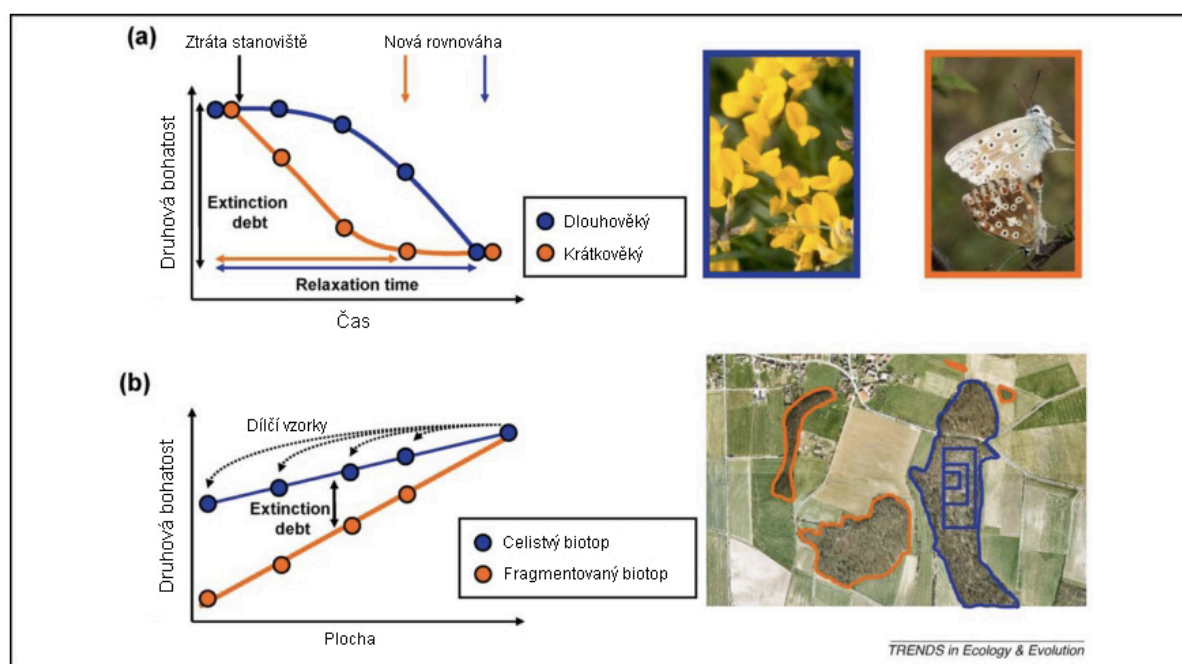 (a)
Ztráta stanoviště
Nová rovnováha
Druhová bohatost
Extinction
debt
Relaxation time
Čas
Dlouhověký
Krátkověký
(b)
Dílčí vzorky
Druhová bohatost
Extinction
debt
Plocha
Celistvý biotop
Fragmentovaný biotop
TRENDS in Ecology & Evolution